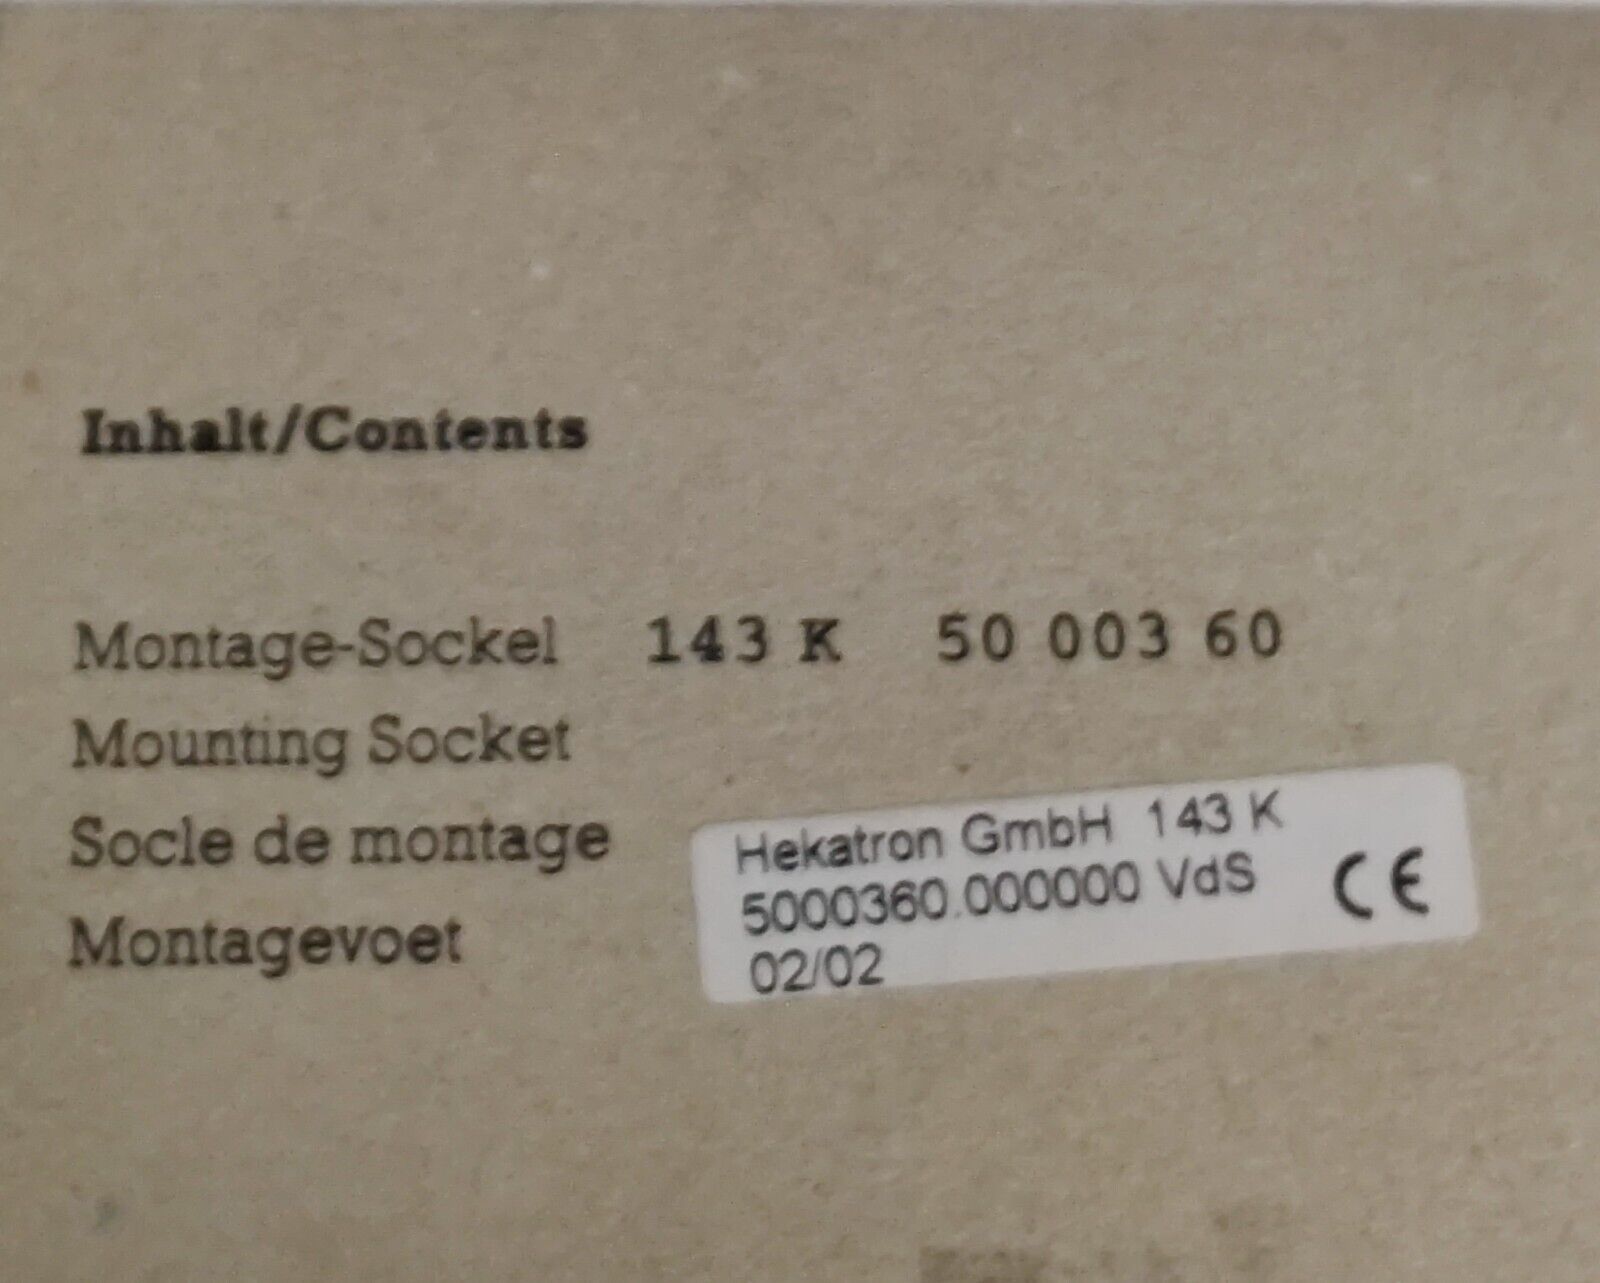 Inhalt/Contents
Montage-Sockel 143 K 50 003 60
Mounting Socket
Socle de montage
Montagevoet
Hekatron GmbH 143 K
5000360.000000 VdS CE
02/02